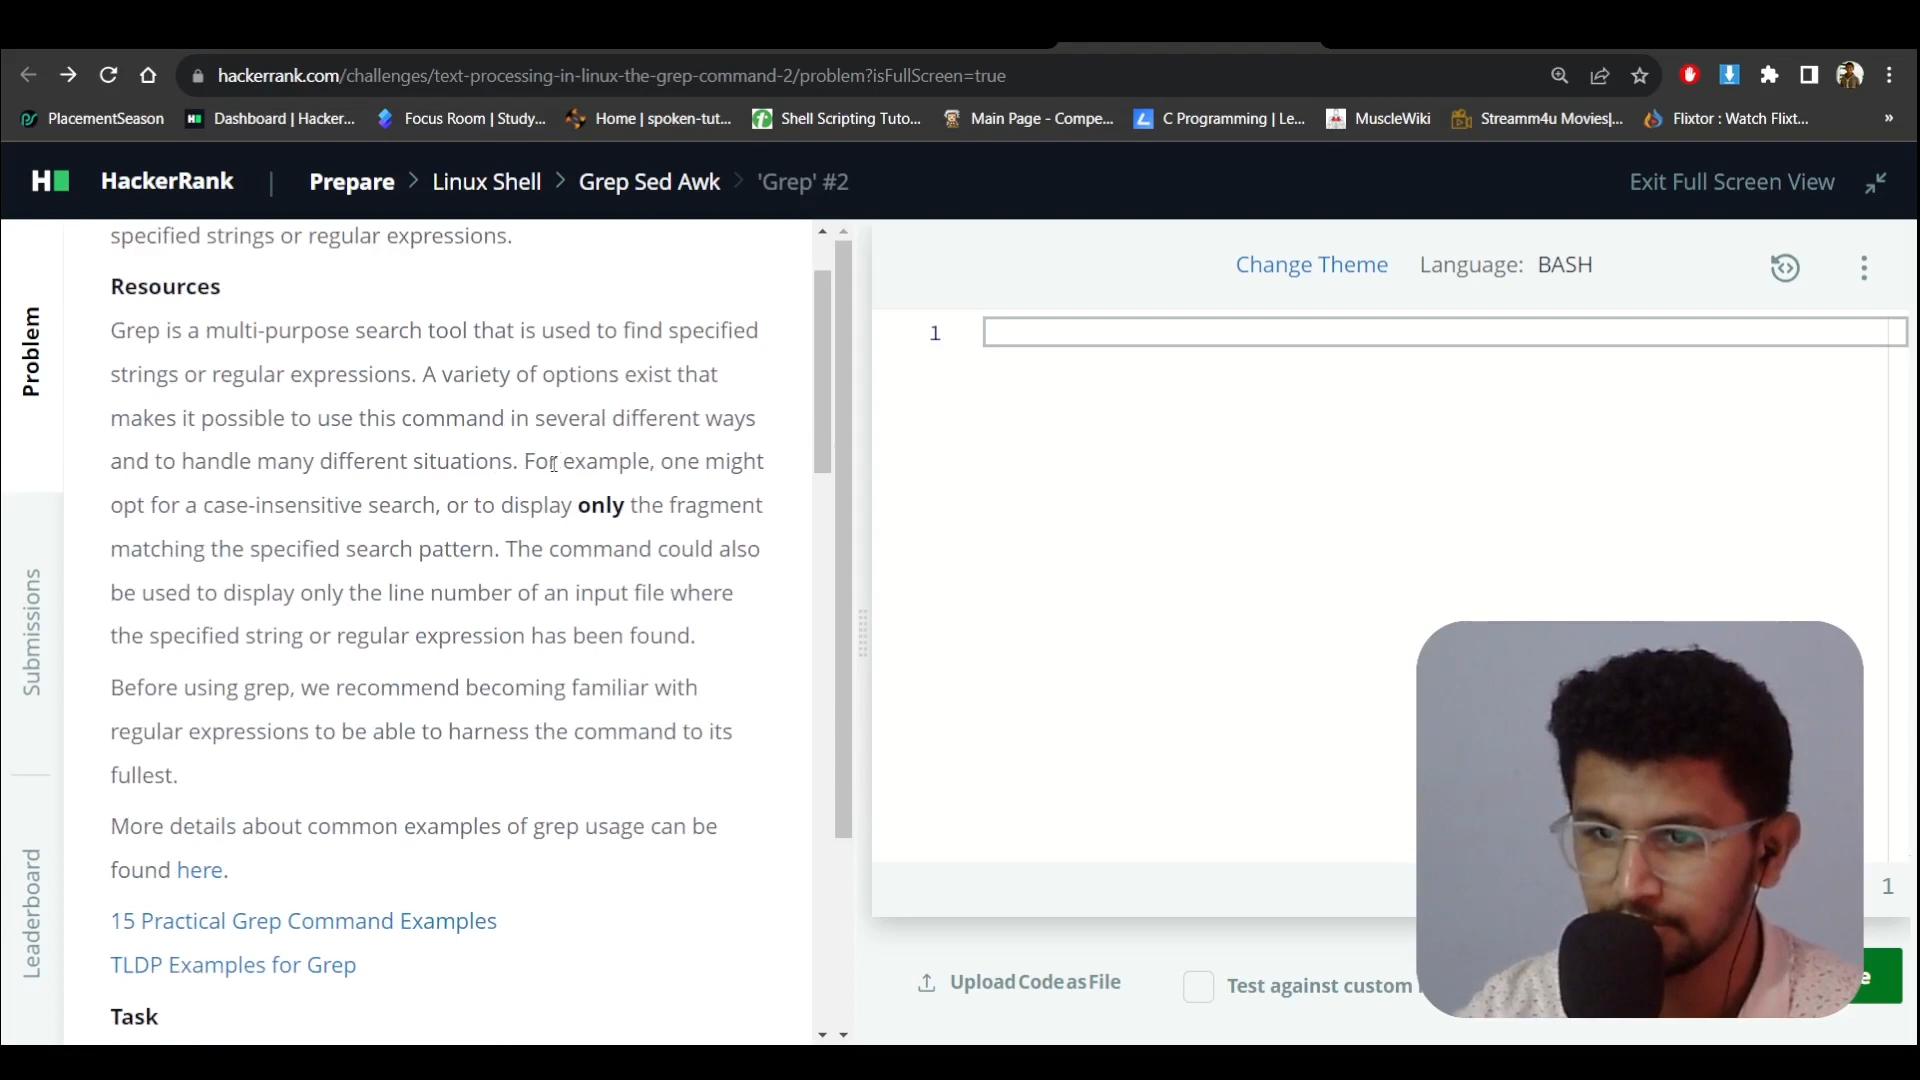 hackerrank.com/challenges/text-processing-in-linux-the-grep-command-2/problem?isFullScreen=true
PlacementSeason Dashboard | Hacker... Focus Room | Study... Home | spoken-tut... Shell Scripting Tuto... Main Page - Compe... C Programming | Le... MuscleWiki Streamm4u Movies|... Flixtor : Watch Flixt... »
H HackerRank | Prepare > Linux Shell > Grep Sed Awk > 'Grep' #2 Exit Full Screen View
specified strings or regular expressions.
Resources
Grep is a multi-purpose search tool that is used to find specified
strings or regular expressions. A variety of options exist that
makes it possible to use this command in several different ways
and to handle many different situations. For example, one might
opt for a case-insensitive search, or to display only the fragment
matching the specified search pattern. The command could also
be used to display only the line number of an input file where
the specified string or regular expression has been found.
Before using grep, we recommend becoming familiar with
regular expressions to be able to harness the command to its
fullest.
More details about common examples of grep usage can be
found here.
15 Practical Grep Command Examples
TLDP Examples for Grep
Task
Problem
Submissions
Leaderboard
Change Theme Language: BASH
1
1
Upload Code as File Test against custom